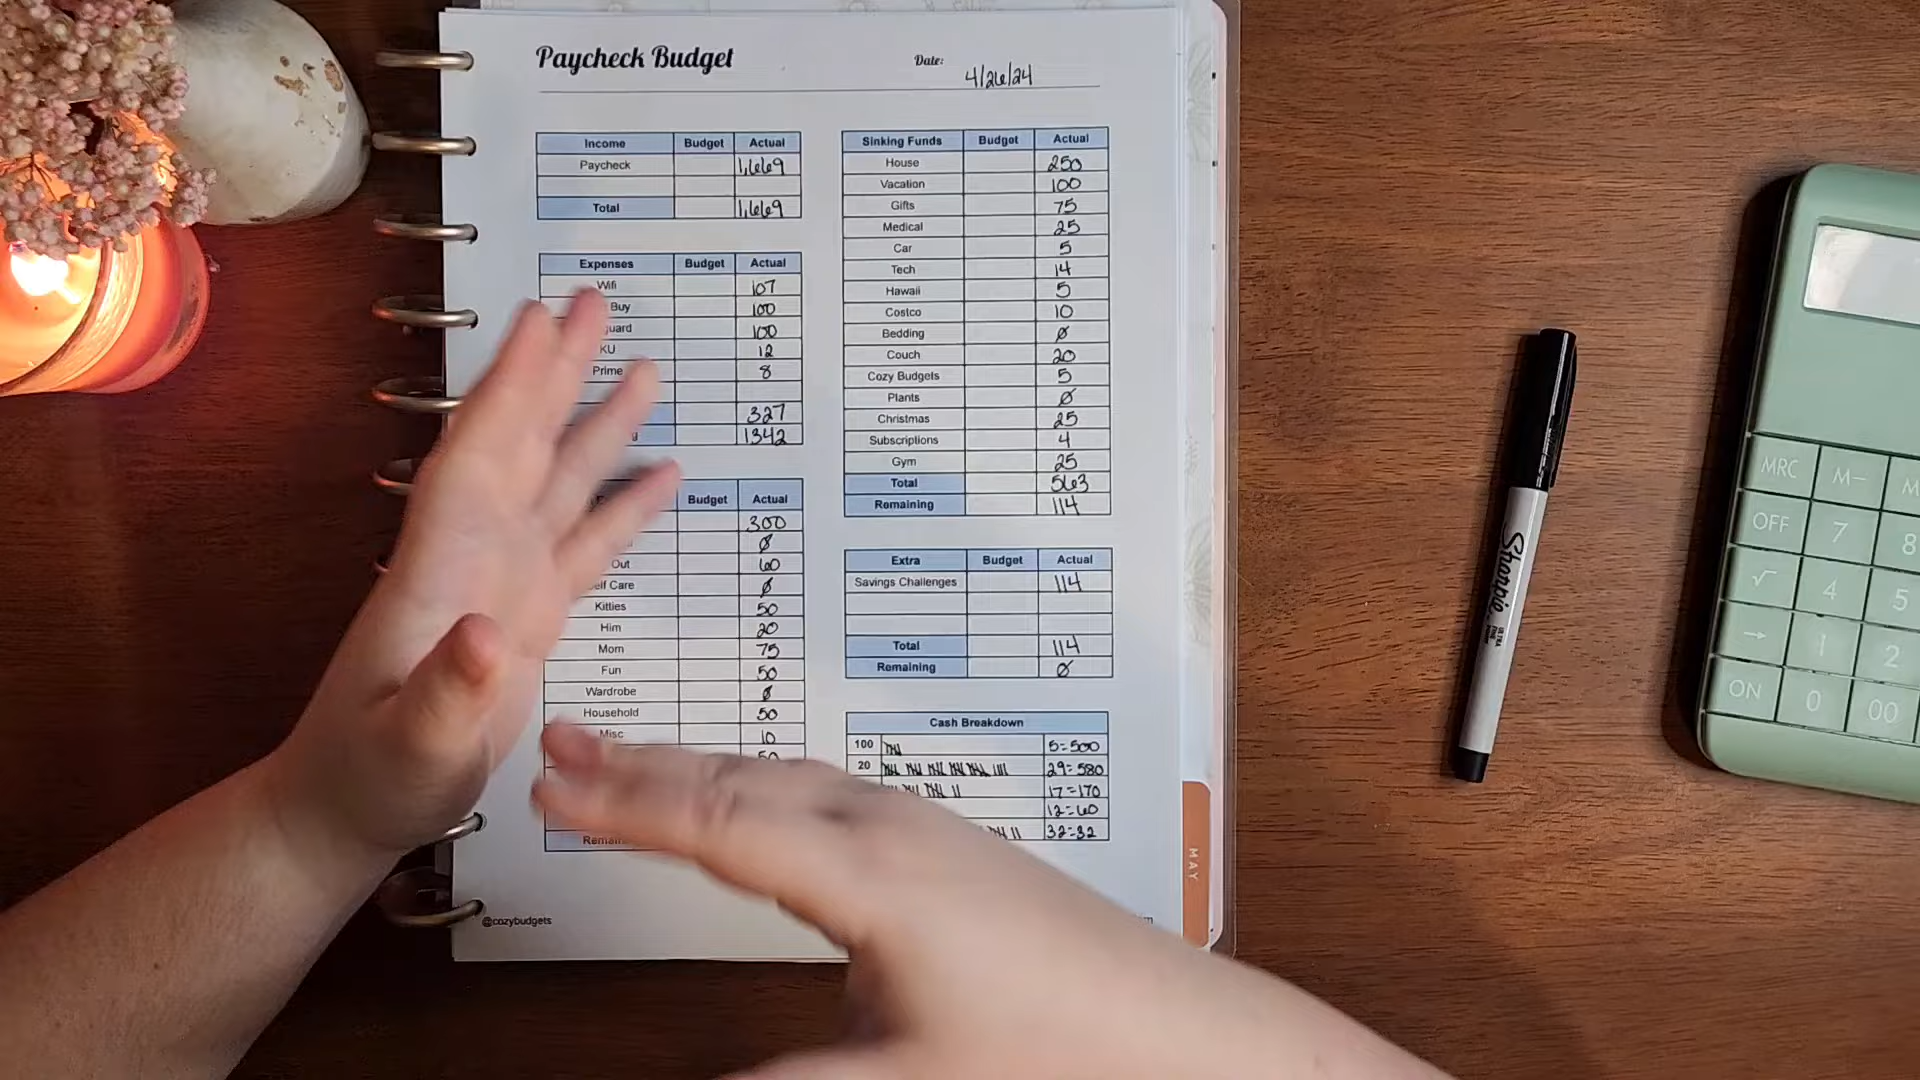 Paycheck Budget
Date: 4/26/24
Income Budget Actual
Paycheck 1,669
Total 1,669
Expenses Budget Actual
Wifi 107
Buy 100
guard 100
KU 12
Prime 8
327
1342
Budget Actual
300
Ø
Out 60
elf Care Ø
Kitties 50
Him 20
Mom 75
Fun 50
Wardrobe Ø
Household 50
Misc 10
50
Remain
@cozybudgets
Sinking Funds Budget Actual
House 250
Vacation 100
Gifts 75
Medical 25
Car 5
Tech 14
Hawaii 5
Costco 10
Bedding Ø
Couch 20
Cozy Budgets 5
Plants Ø
Christmas 25
Subscriptions 4
Gym 25
Total 563
Remaining 114
Extra Budget Actual
Savings Challenges 114
Total 114
Remaining Ø
Cash Breakdown
100 5=500
20 29=580
17=170
12=60
32=32
MAY
Sharpie
ULTRA FINE
MRC M-
OFF 7 8
√ 4 5
→ 1 2
ON 0 00